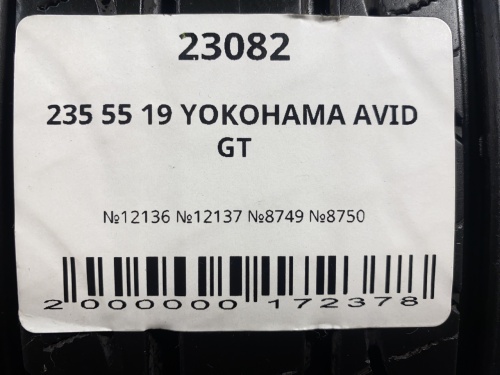 23082
235 55 19 YOKOHAMA AVID
GT
№12136 №12137 №8749 №8750
2 000000 172378